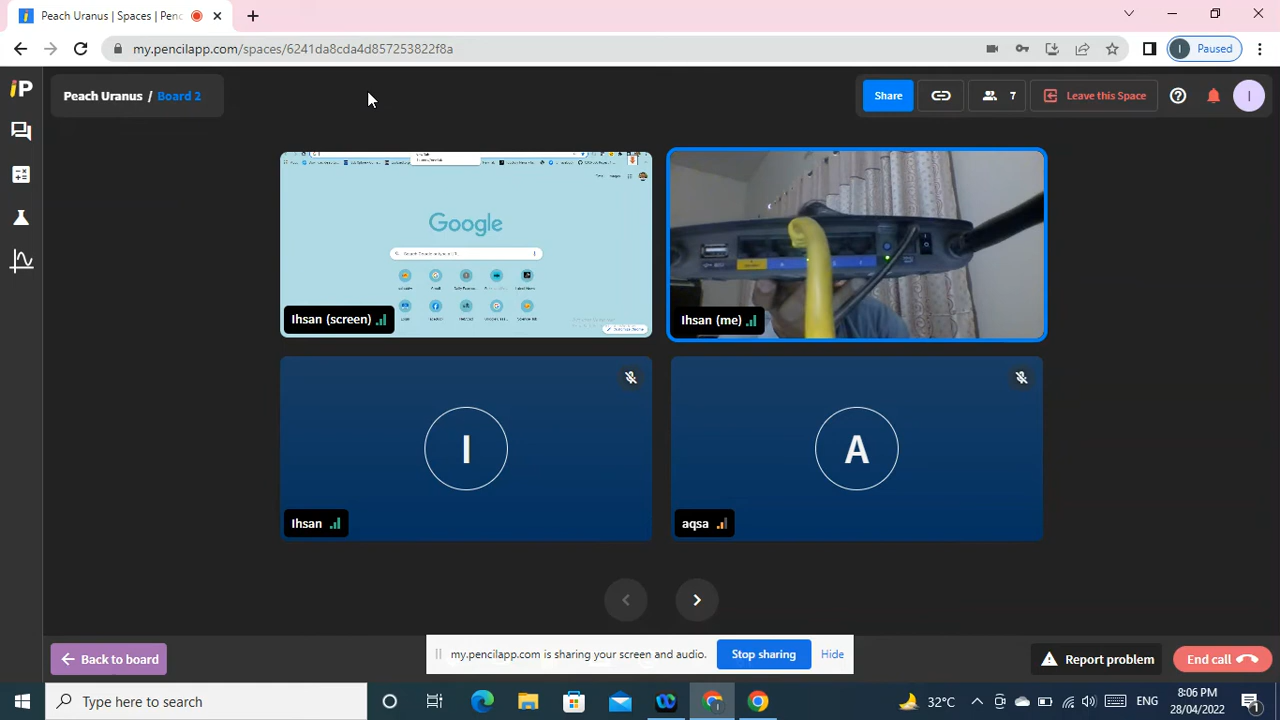 Peach Uranus | Spaces | Penc
my.pencilapp.com/spaces/6241da8cda4d857253822f8a
I
Paused
iP
Peach Uranus / Board 2
Share
7
Leave this Space
I
Google
Ihsan (screen)
Ihsan (me)
I
Ihsan
A
aqsa
Back to board
my.pencilapp.com is sharing your screen and audio.
Stop sharing
Hide
Report problem
End call
Type here to search
32°C
ENG
8:06 PM
28/04/2022
1